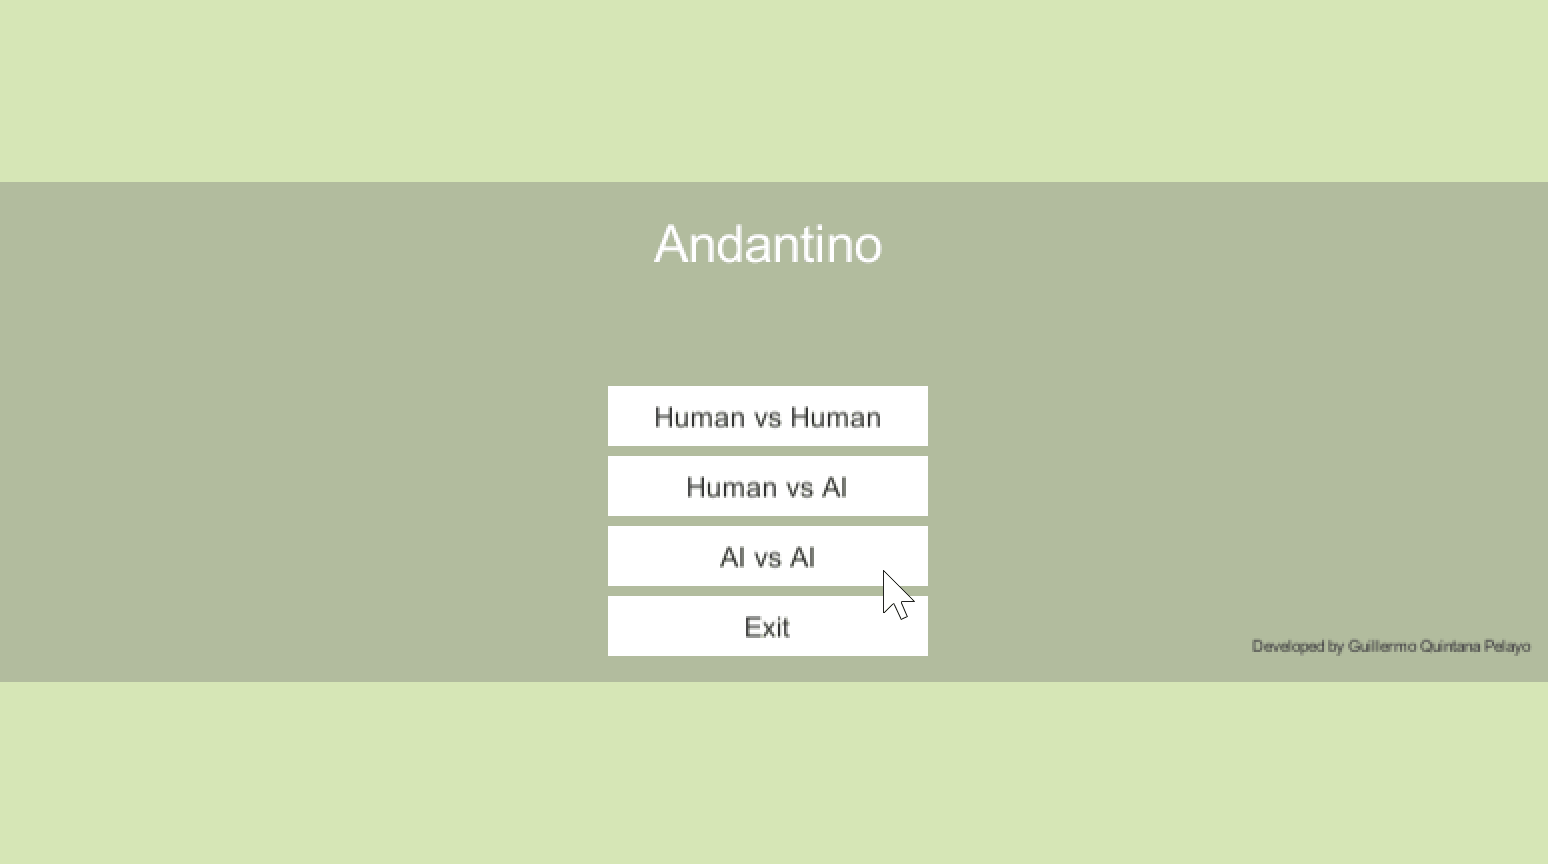 Andantino
Human vs Human
Human vs AI
AI vs AI
Exit
Developed by Guillermo Quintana Pelayo